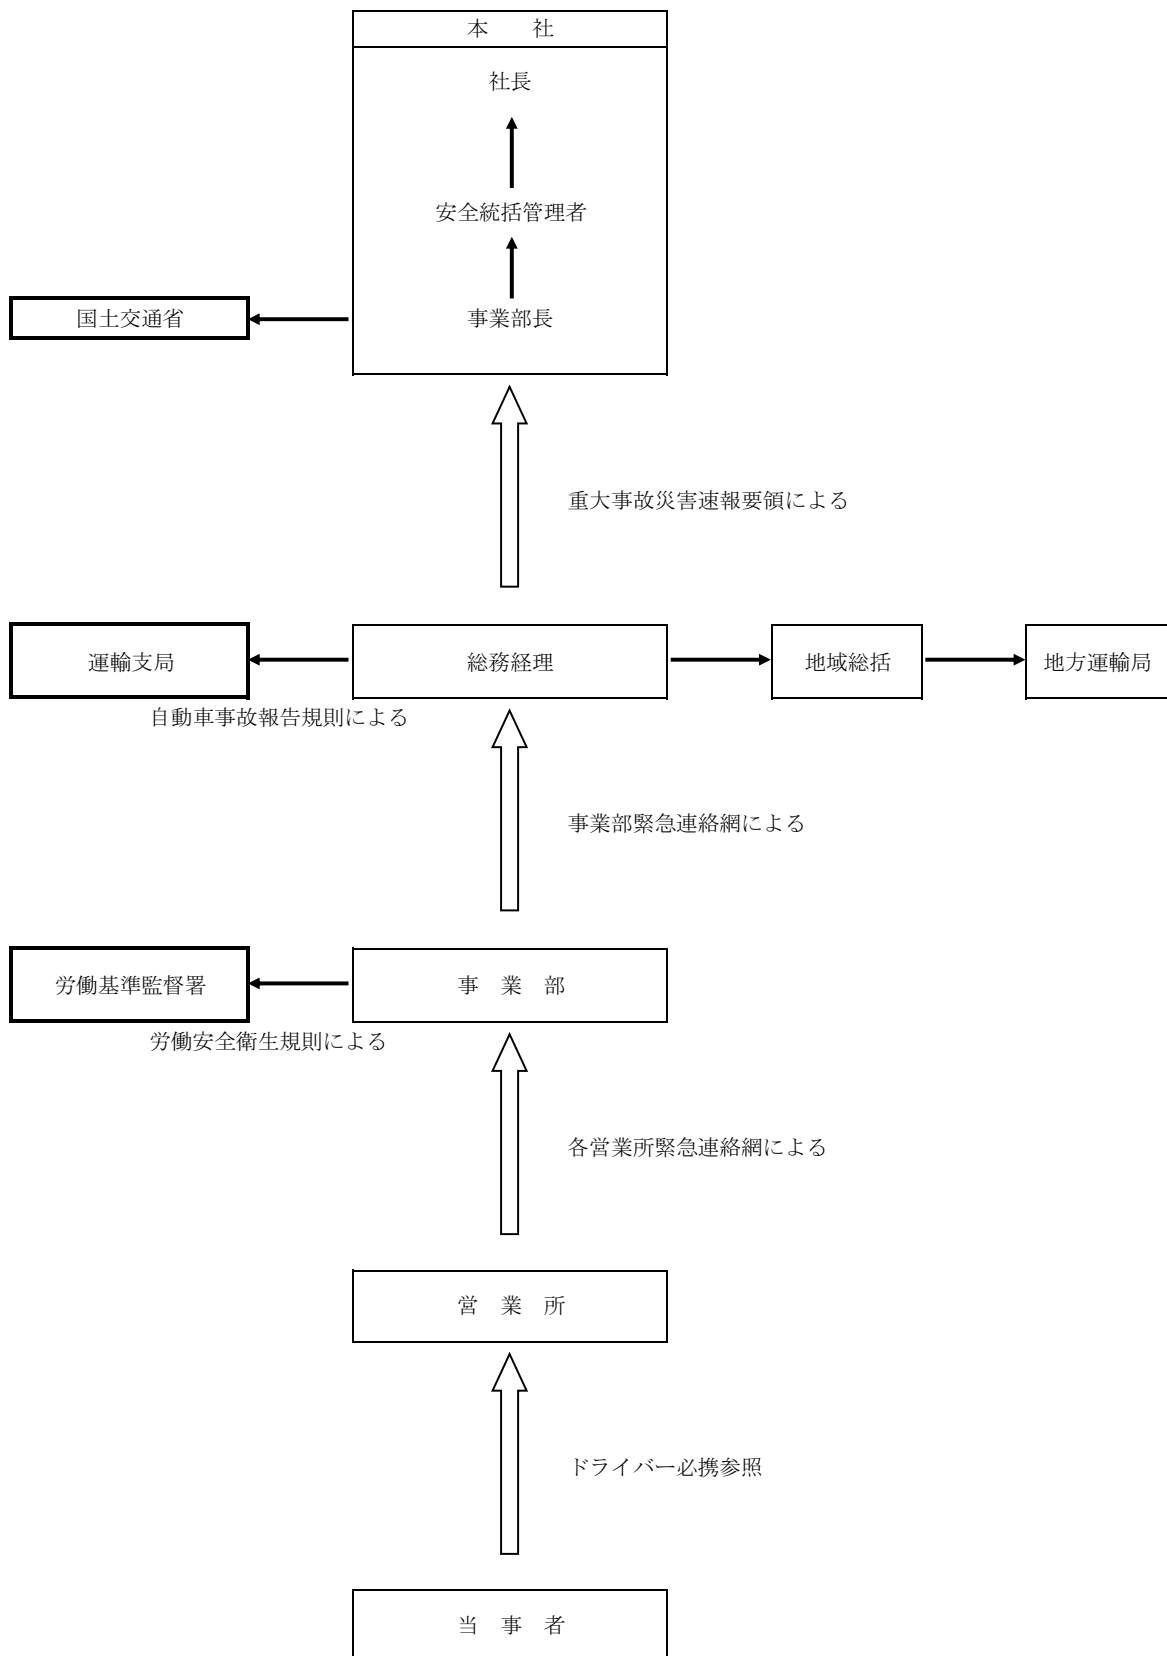 本　社
社長
安全統括管理者
国土交通省
事業部長
重大事故災害速報要領による
運輸支局
総務経理
地域総括
地方運輸局
自動車事故報告規則による
事業部緊急連絡網による
労働基準監督署
事　業　部
労働安全衛生規則による
各営業所緊急連絡網による
営　業　所
ドライバー必携参照
当　事　者